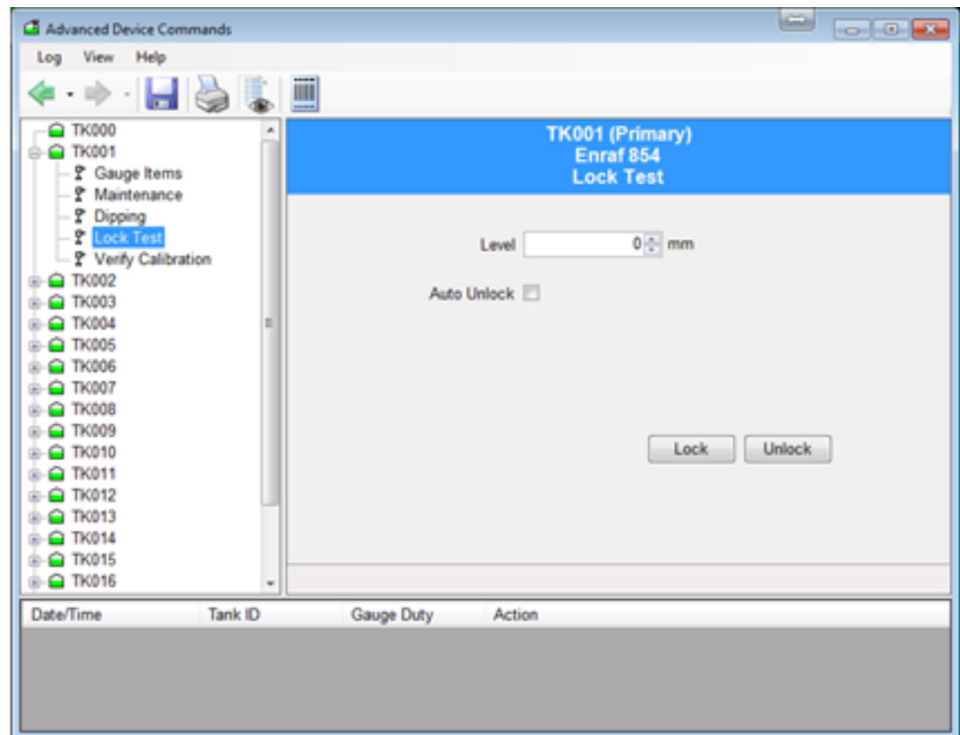 Advanced Device Commands
Log View Help
TK000
TK001
Gauge Items
Maintenance
Dipping
Lock Test
Verify Calibration
TK002
TK003
TK004
TK005
TK006
TK007
TK008
TK009
TK010
TK011
TK012
TK013
TK014
TK015
TK016
TK001 (Primary)
Enraf 854
Lock Test
Level 0 mm
Auto Unlock
Lock Unlock
Date/Time Tank ID Gauge Duty Action